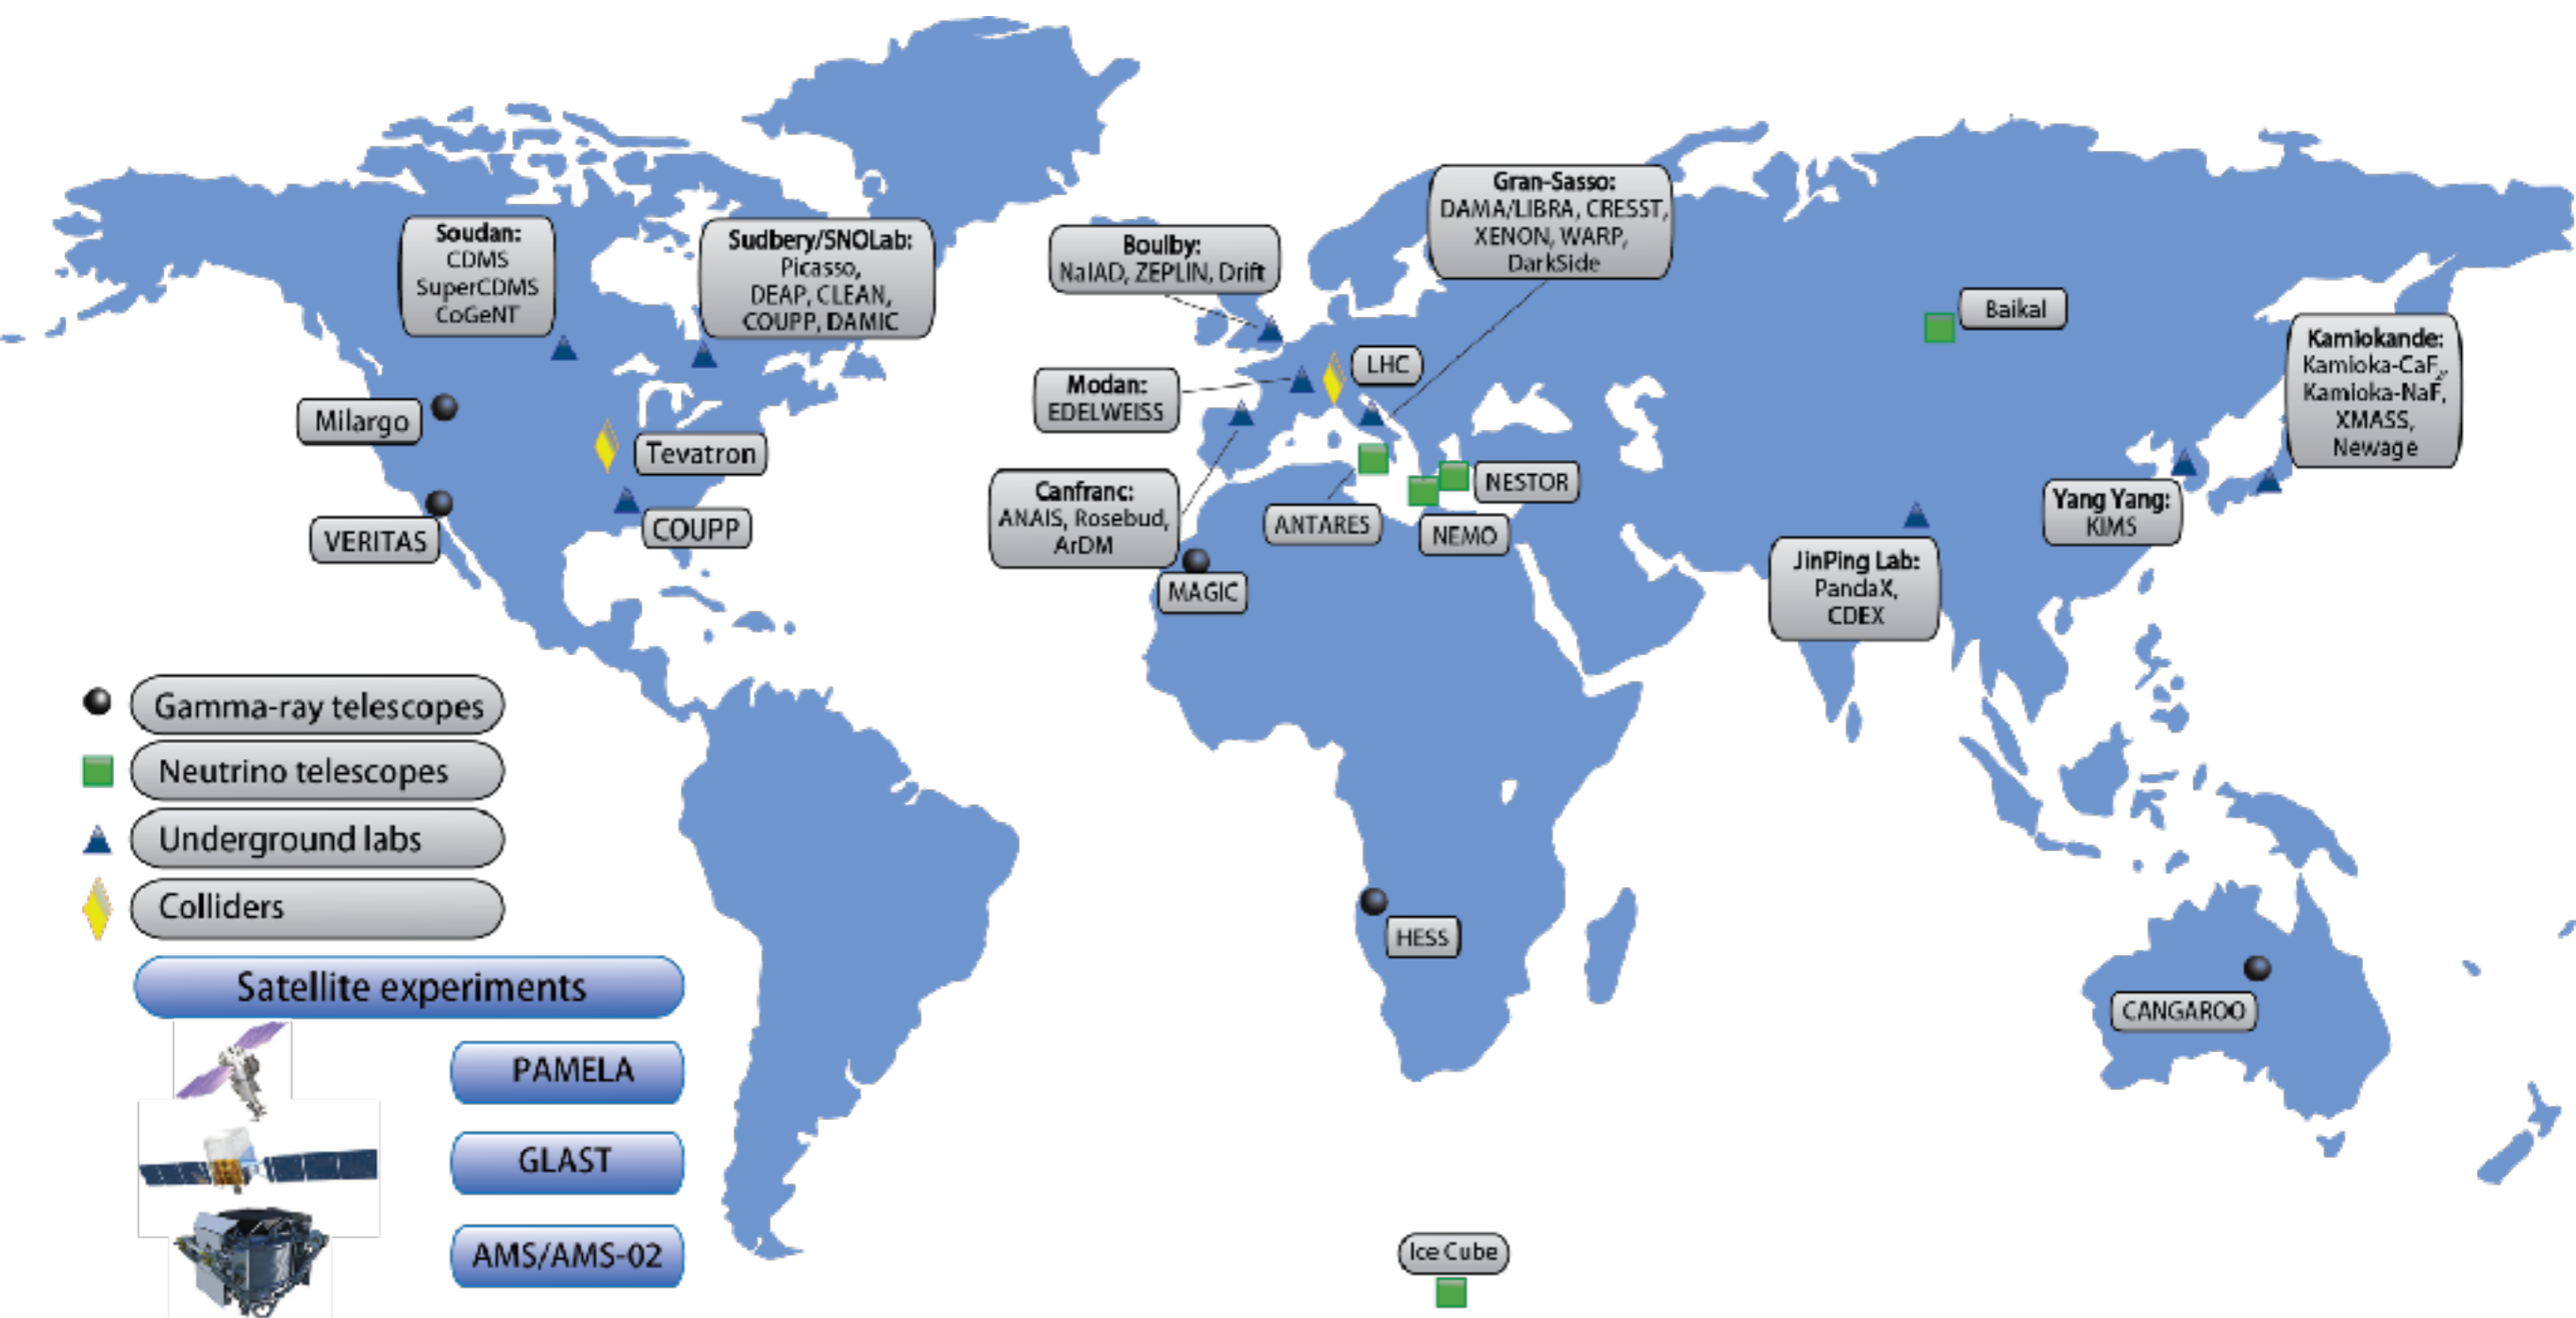 Soudan:
CDMS
SuperCDMS
CoGeNT
Sudbery/SNOLab:
Picasso,
DEAP, CLEAN,
COUPP, DAMIC
Boulby:
NaIAD, ZEPLIN, Drift
Gran-Sasso:
DAMA/LIBRA, CRESST,
XENON, WARP,
DarkSide
Baikal
Kamiokande:
Kamioka-CaF₂,
Kamioka-NaF,
XMASS,
Newage
LHC
Modan:
EDELWEISS
Milargo
Tevatron
VERITAS
COUPP
Canfranc:
ANAIS, Rosebud,
ArDM
ANTARES
NESTOR
NEMO
MAGIC
Yang Yang:
KIMS
JinPing Lab:
PandaX,
CDEX
HESS
CANGAROO
Ice Cube
Gamma-ray telescopes
Neutrino telescopes
Underground labs
Colliders
Satellite experiments
PAMELA
GLAST
AMS/AMS-02